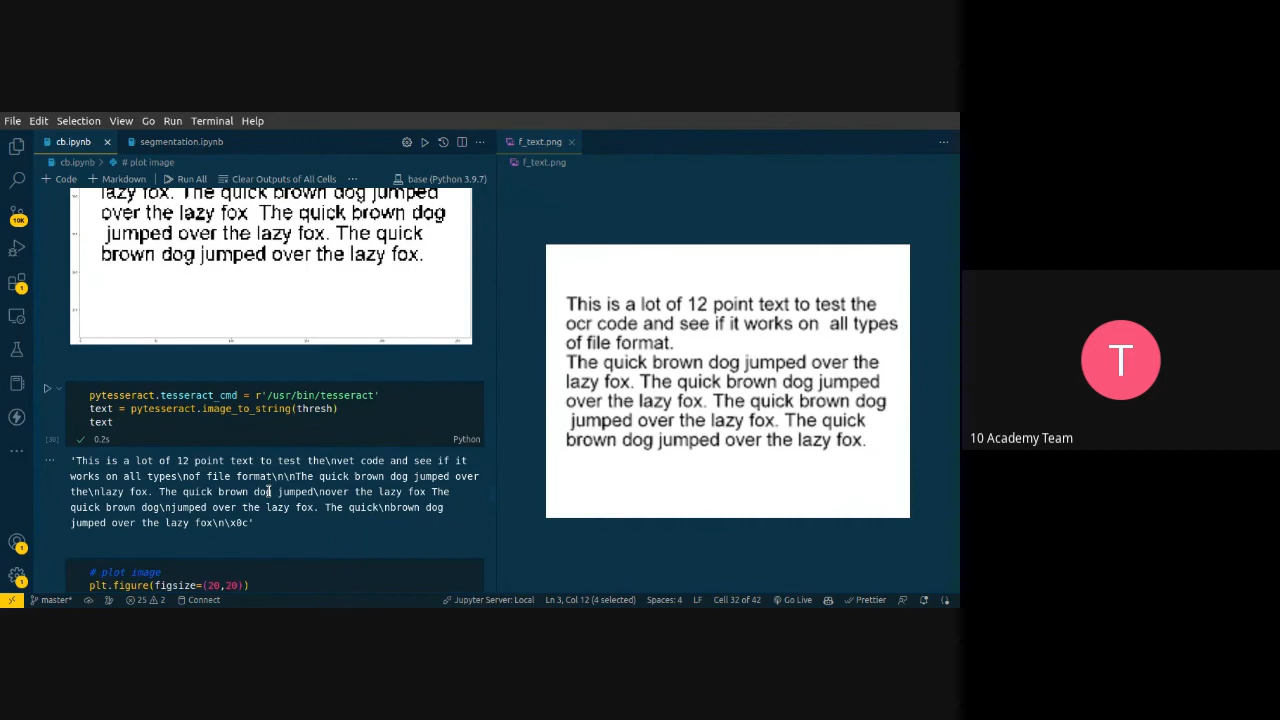 File Edit Selection View Go Run Terminal Help
cb.ipynb segmentation.ipynb
cb.ipynb > # plot image
+ Code + Markdown Run All Clear Outputs of All Cells ... base (Python 3.9.7)
lazy fox. The quick brown dog jumped
over the lazy fox The quick brown dog
jumped over the lazy fox. The quick
brown dog jumped over the lazy fox.
pytesseract.tesseract_cmd = r'/usr/bin/tesseract'
text = pytesseract.image_to_string(thresh)
text
[30] 0.2s Python
'This is a lot of 12 point text to test the\nvet code and see if it
works on all types\nof file format\n\nThe quick brown dog jumped over
the\nlazy fox. The quick brown dog jumped\nover the lazy fox The
quick brown dog\njumped over the lazy fox. The quick\nbrown dog
jumped over the lazy fox\n\x0c'
# plot image
plt.figure(figsize=(20,20))
f_text.png
f_text.png
This is a lot of 12 point text to test the
ocr code and see if it works on all types
of file format.
The quick brown dog jumped over the
lazy fox. The quick brown dog jumped
over the lazy fox. The quick brown dog
jumped over the lazy fox. The quick
brown dog jumped over the lazy fox.
10K
1
1
1
master* 25 2 Connect Jupyter Server: Local Ln 3, Col 12 (4 selected) Spaces: 4 LF Cell 32 of 42 Go Live Prettier
T
10 Academy Team